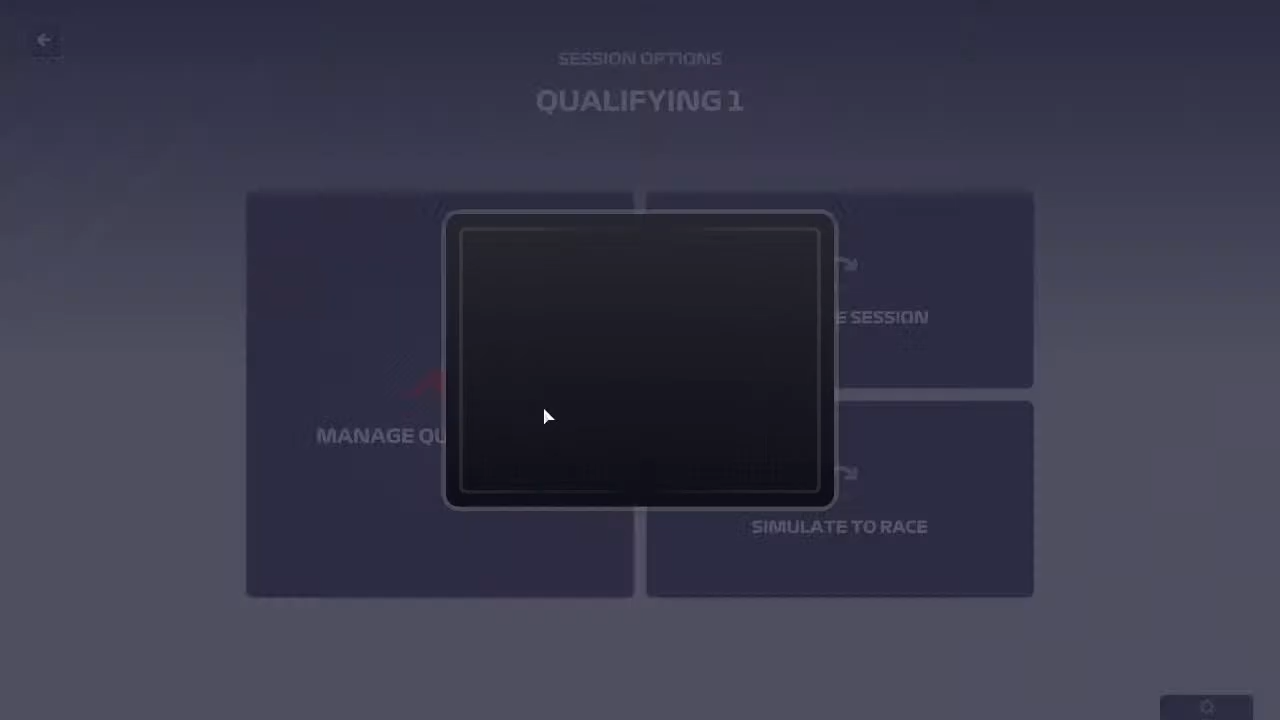 SESSION OPTIONS
QUALIFYING 1
E SESSION
MANAGE QU
SIMULATE TO RACE